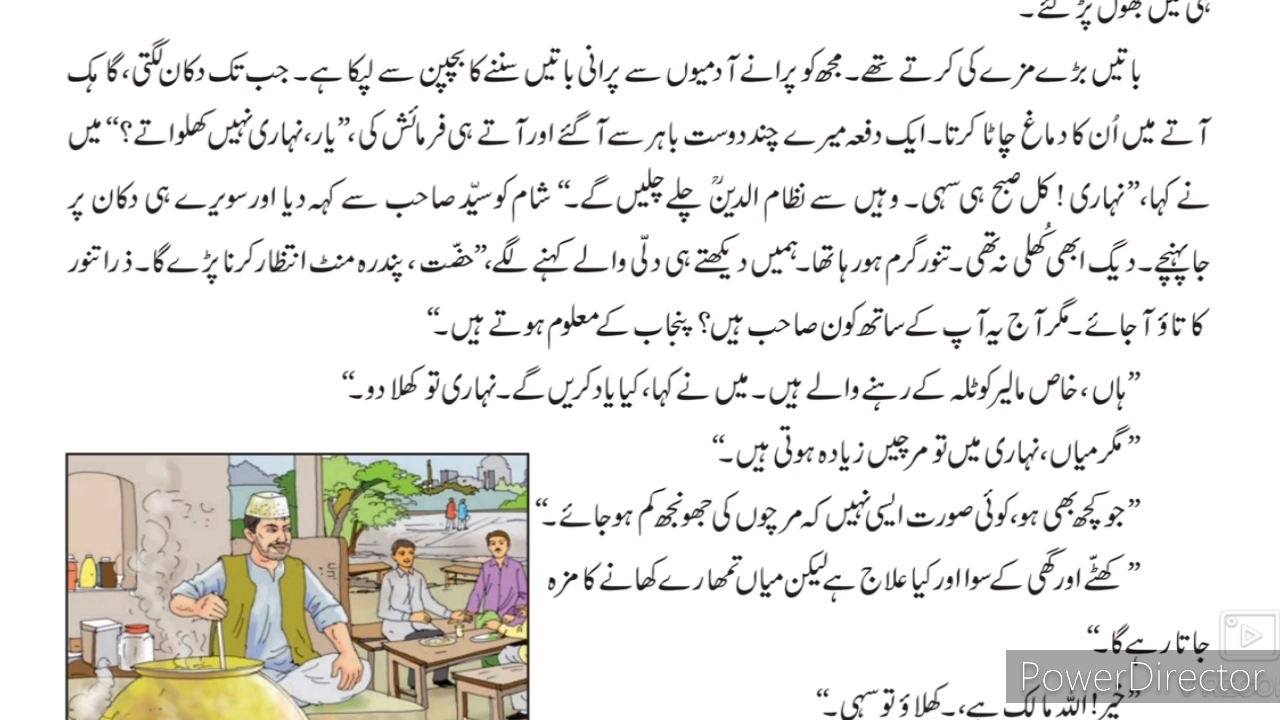 ہی میں بھول پڑ گئے۔
باتیں بڑے مزے کی کرتے تھے۔ مجھ کو پرانے آدمیوں سے پرانی باتیں سننے کا بچپن سے لپکا ہے۔ جب تک دکان لگتی، گاہک
آتے میں اُن کا دماغ چاٹا کرتا۔ ایک دفعہ میرے چند دوست باہر سے آ گئے اور آتے ہی فرمائش کی، ”یار، نہاری نہیں کھلواتے؟“ میں
نے کہا، ”نہاری! کل صبح ہی سہی۔ وہیں سے نظام الدینؒ چلے چلیں گے۔“ شام کو سیّد صاحب سے کہہ دیا اور سویرے ہی دکان پر
جا پہنچے۔ دیگ ابھی کُھلی نہ تھی۔ تنور گرم ہو رہا تھا۔ ہمیں دیکھتے ہی دلّی والے کہنے لگے، ”حضّت، پندرہ منٹ انتظار کرنا پڑے گا۔ ذرا تنور
کا تاؤ آ جائے۔ مگر آج یہ آپ کے ساتھ کون صاحب ہیں؟ پنجاب کے معلوم ہوتے ہیں۔“
”ہاں، خاص مالیر کوٹلہ کے رہنے والے ہیں۔ میں نے کہا، کیا یاد کریں گے۔ نہاری تو کھلا دو۔“
”مگر میاں، نہاری میں تو مرچیں زیادہ ہوتی ہیں۔“
”جو کچھ بھی ہو، کوئی صورت ایسی نہیں کہ مرچوں کی جھونجھ کم ہو جائے۔“
”کھٹّے اور گھی کے سوا اور کیا علاج ہے لیکن میاں تمھارے کھانے کا مزہ
جاتا رہے گا۔“
”خیر! اللہ مالک ہے،۔ کھلاؤ تو سہی۔“
PowerDirector